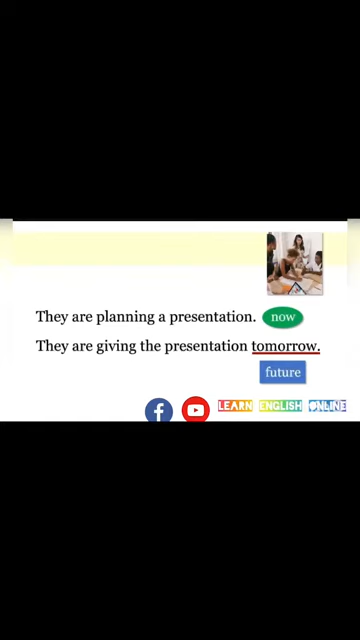 They are planning a presentation. now
They are giving the presentation tomorrow.
future
LEARN ENGLISH ONLINE